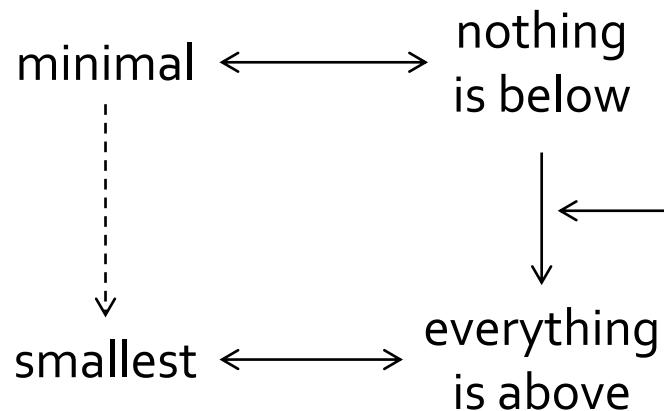 minimal
nothing
is below
smallest
everything
is above